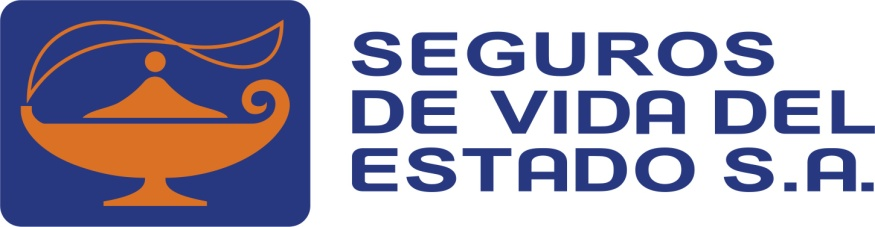 SEGUROS
DE VIDA DEL
ESTADO S.A.